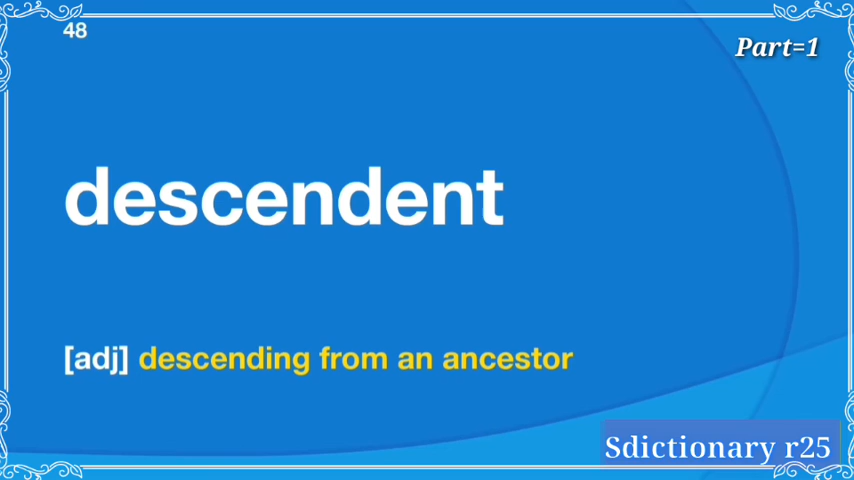 48
Part=1
descendent
[adj] descending from an ancestor
Sdictionary r25